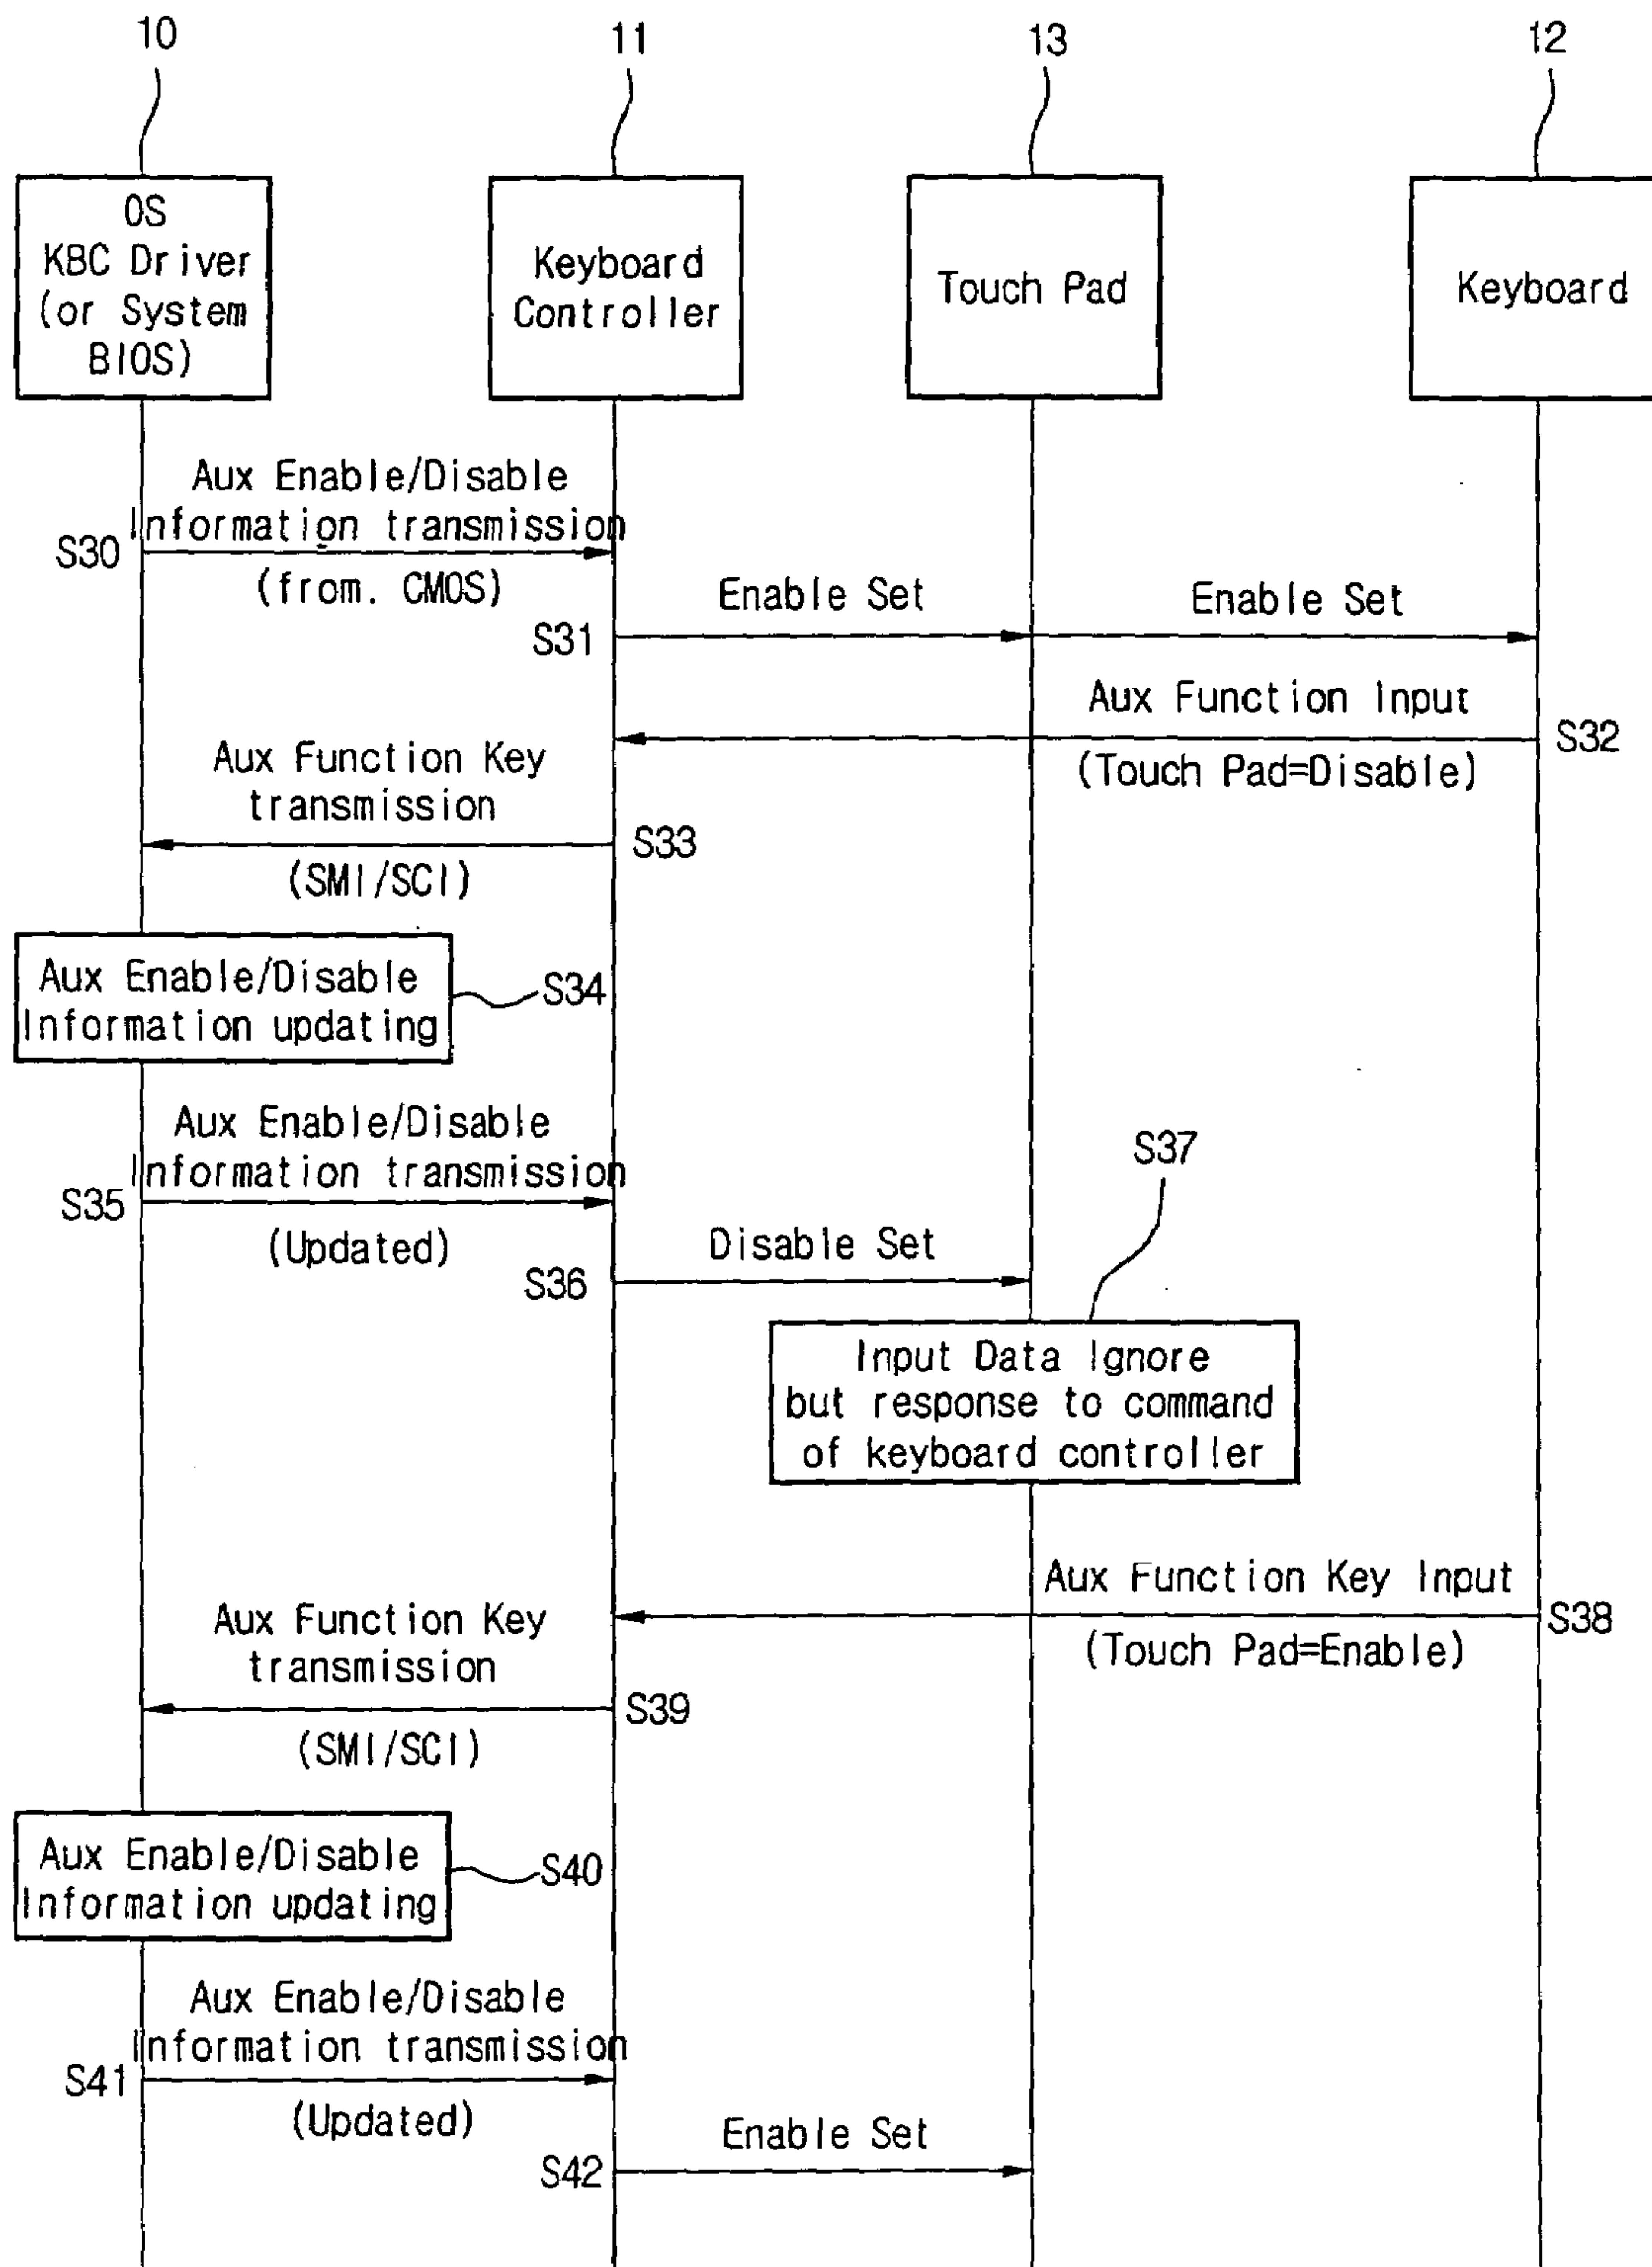 10
11
13
12
OS
KBC Driver
(or System
BIOS)
Keyboard
Controller
Touch Pad
Keyboard
Aux Enable/Disable
Information transmission
S30
(from. CMOS)
Enable Set
Enable Set
S31
Aux Function Input
S32
(Touch Pad=Disable)
Aux Function Key
transmission
S33
(SMI/SCI)
Aux Enable/Disable
Information updating
S34
Aux Enable/Disable
Information transmission
S35
(Updated)
S37
Disable Set
S36
Input Data Ignore
but response to command
of keyboard controller
Aux Function Key Input
S38
(Touch Pad=Enable)
Aux Function Key
transmission
S39
(SMI/SCI)
Aux Enable/Disable
Information updating
S40
Aux Enable/Disable
Information transmission
S41
(Updated)
Enable Set
S42